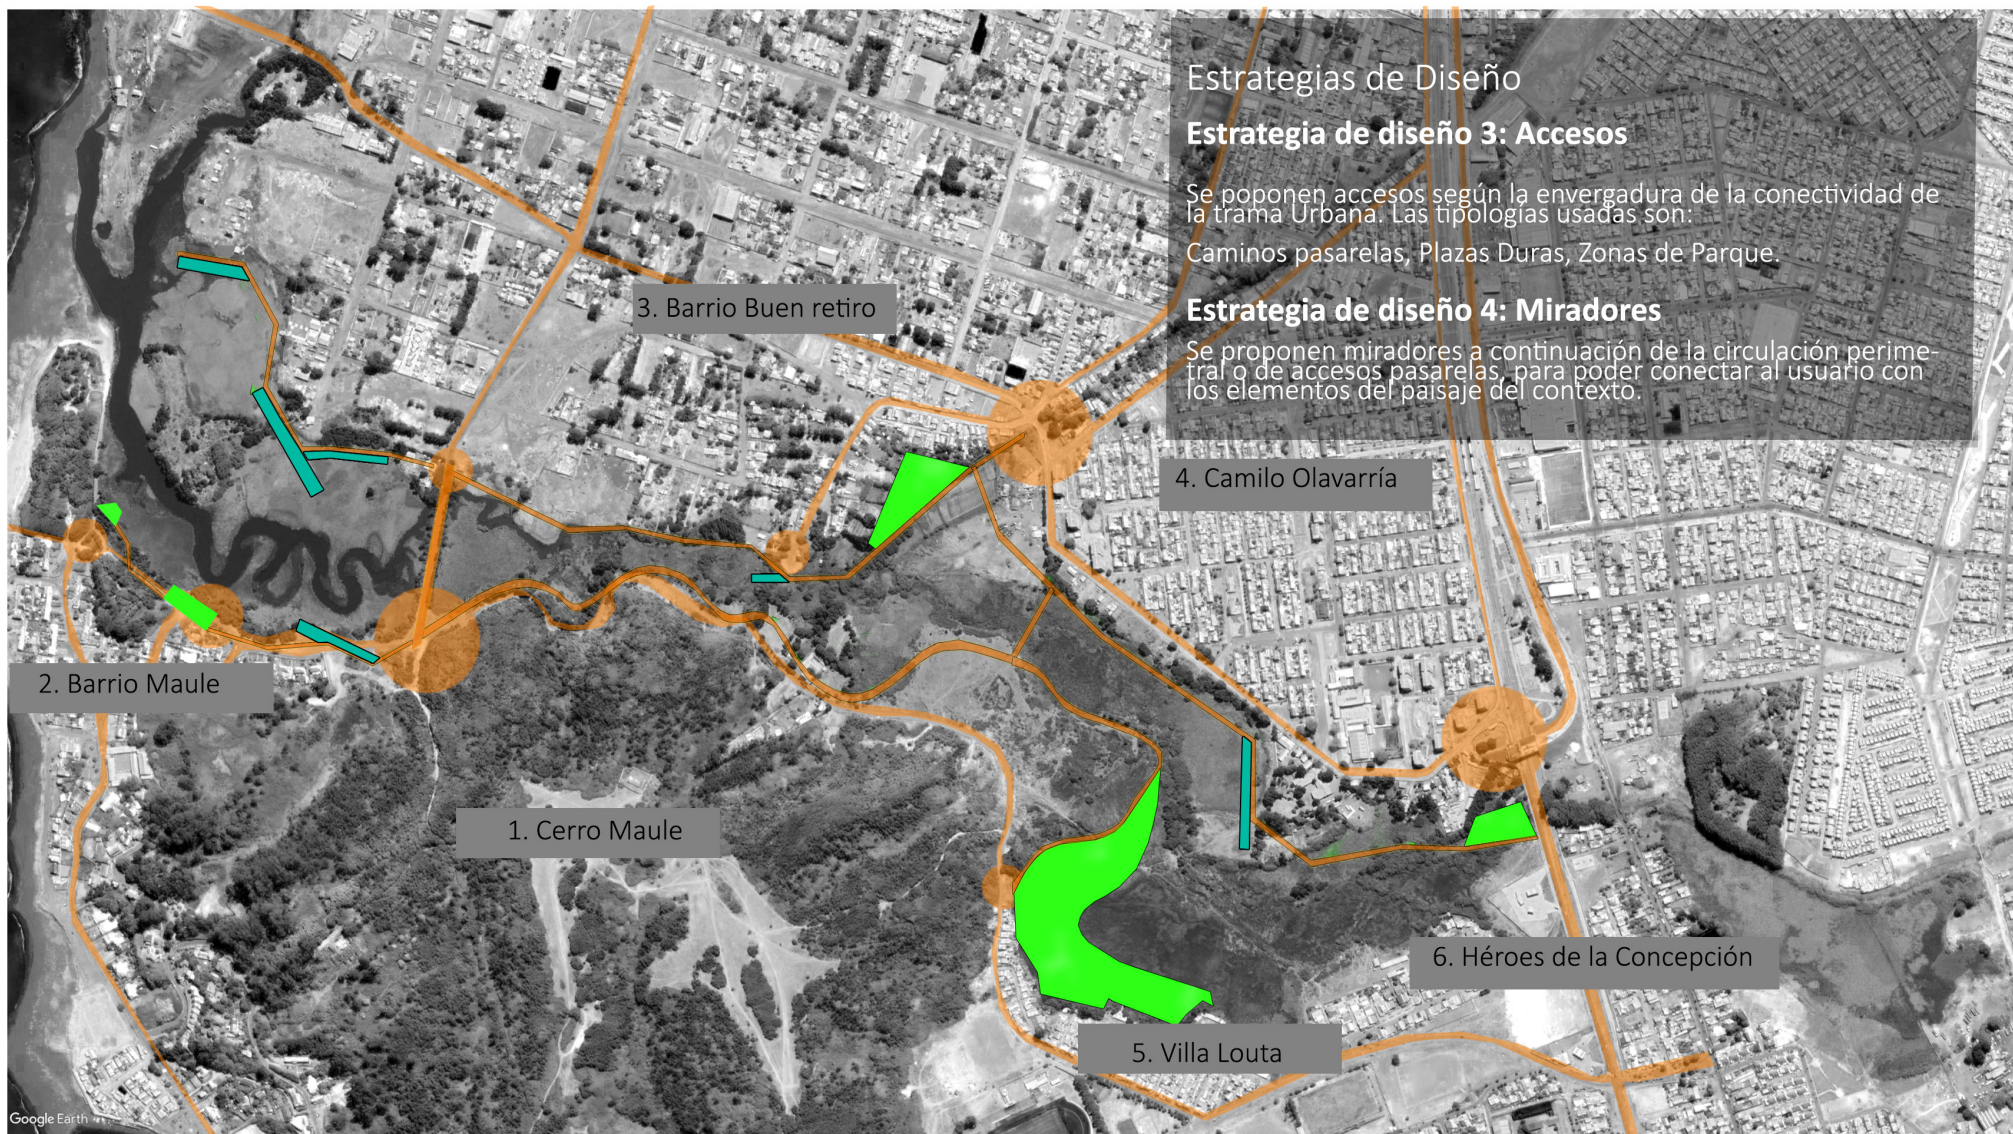 Estrategias de Diseño
Estrategia de diseño 3: Accesos
Se poponen accesos según la envergadura de la conectividad de
la trama Urbana. Las tipologías usadas son:
Caminos pasarelas, Plazas Duras, Zonas de Parque.
Estrategia de diseño 4: Miradores
Se proponen miradores a continuación de la circulación perime-
tral o de accesos pasarelas, para poder conectar al usuario con
los elementos del paisaje del contexto.
3. Barrio Buen retiro
4. Camilo Olavarría
2. Barrio Maule
1. Cerro Maule
6. Héroes de la Concepción
5. Villa Louta
Google Earth